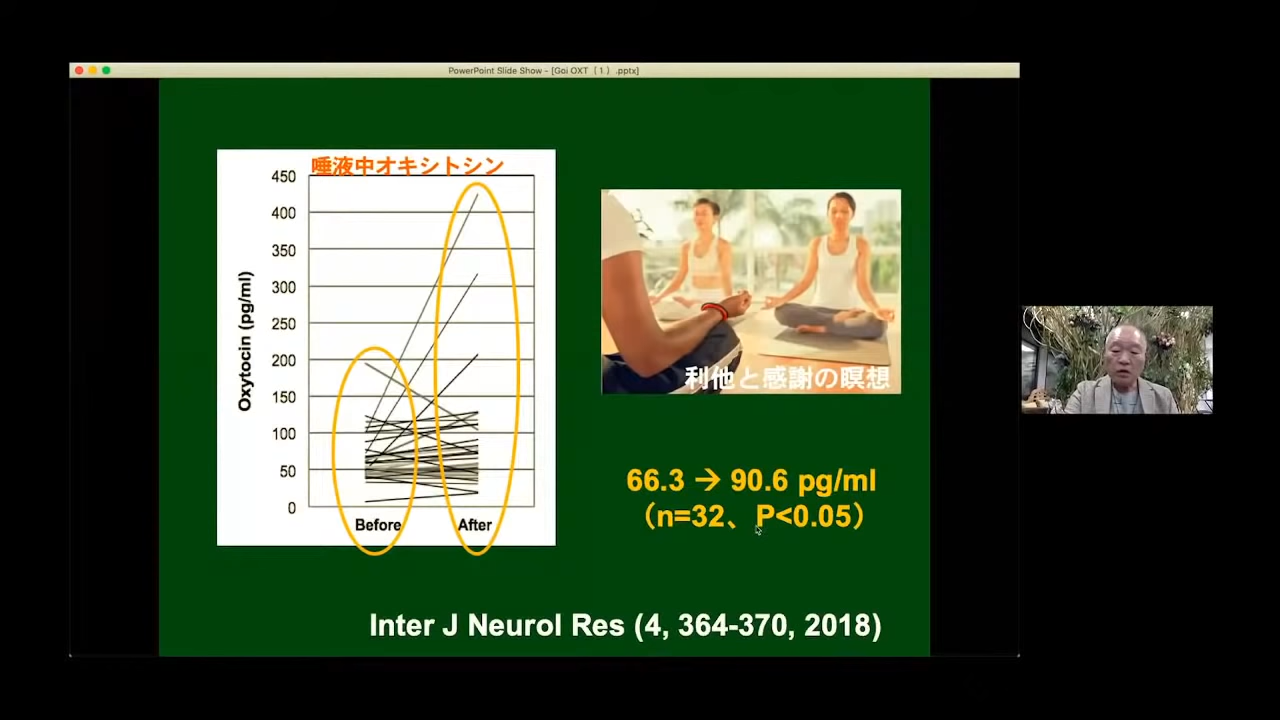 PowerPoint Slide Show - [Goi OXT（１）.pptx]
唾液中オキシトシン
Oxytocin (pg/ml)
450
400
350
300
250
200
150
100
50
0
Before
After
利他と感謝の瞑想
66.3 → 90.6 pg/ml
（n=32、P<0.05）
Inter J Neurol Res (4, 364-370, 2018)